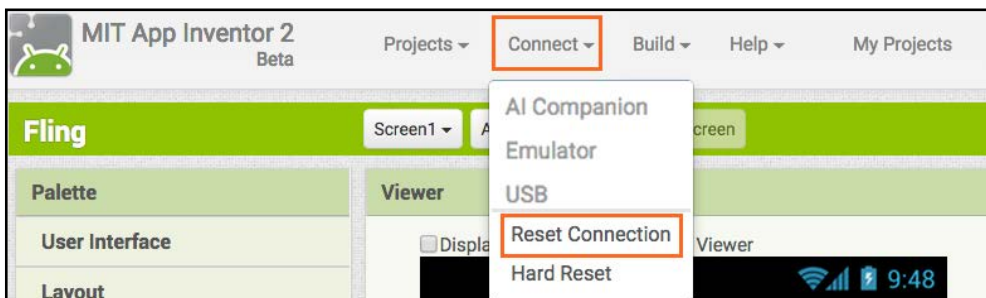 MIT App Inventor 2
Beta
Projects
Connect
Build
Help
My Projects
Fling
Screen1
A
creen
AI Companion
Emulator
USB
Reset Connection
Hard Reset
Palette
Viewer
User Interface
Displa
Viewer
Layout
9:48